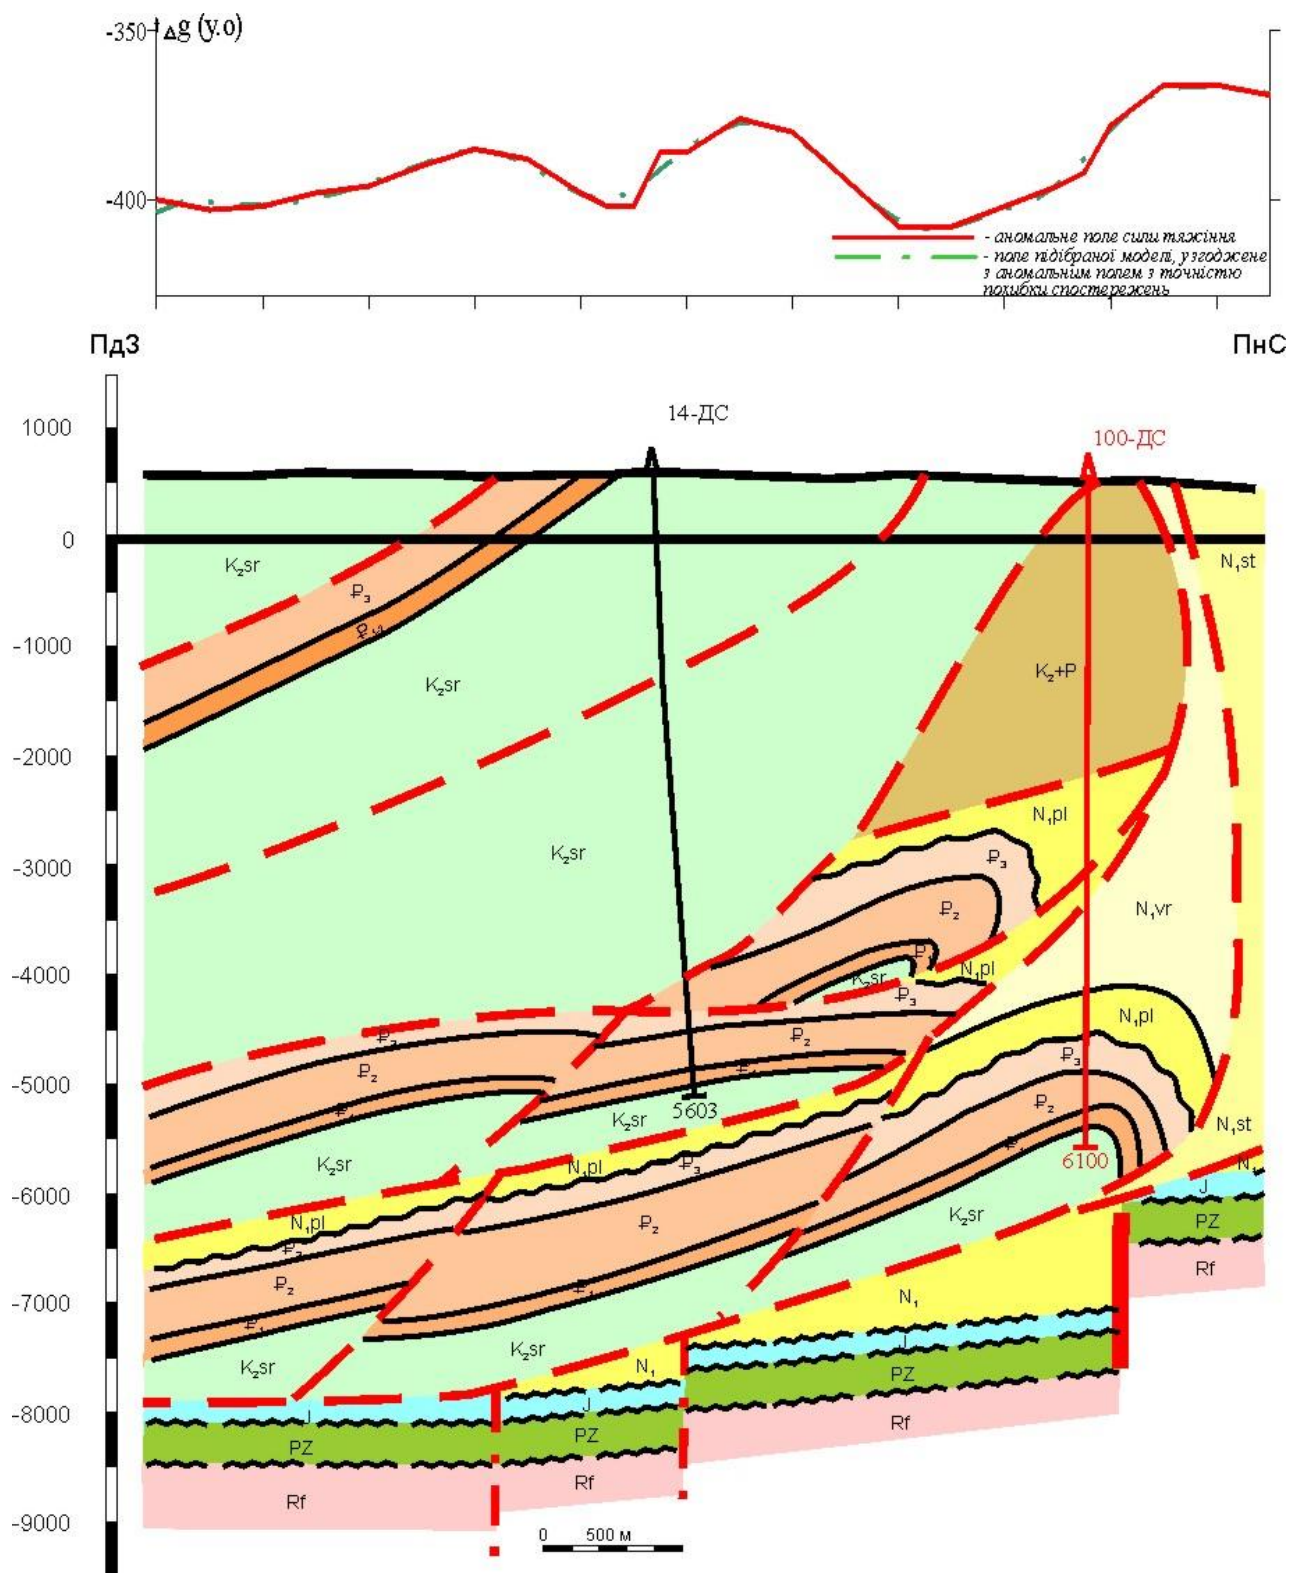 -350
Δg (у.о)
-400
- аномальне поле сили тяжіння
- поле підібраної моделі, узгоджене
з аномальним полем з точністю
похибки спостережень
ПдЗ
ПнС
14-ДС
1000
100-ДС
0
K₂sr
N₁st
₽₃
-1000
K₂+P
K₂sr
-2000
N₁pl
K₂sr
-3000
₽₃
₽₂
N₁vr
-4000
N₁pl
K₂sr
₽₃
N₁pl
₽₂
₽₃
₽₂
-5000
₽₂
5603
K₂sr
N₁st
6100
K₂sr
N₁pl
₽₃
N₁
J
-6000
N₁pl
₽₂
K₂sr
PZ
₽₂
Rf
-7000
N₁
₽₁
K₂sr
K₂sr
N₁
J
PZ
-8000
J
J
Rf
PZ
PZ
Rf
Rf
-9000
0 500 м